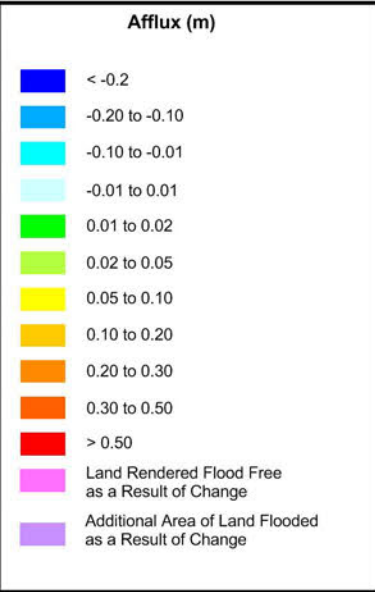 Afflux (m)
< -0.2
-0.20 to -0.10
-0.10 to -0.01
-0.01 to 0.01
0.01 to 0.02
0.02 to 0.05
0.05 to 0.10
0.10 to 0.20
0.20 to 0.30
0.30 to 0.50
> 0.50
Land Rendered Flood Free
as a Result of Change
Additional Area of Land Flooded
as a Result of Change